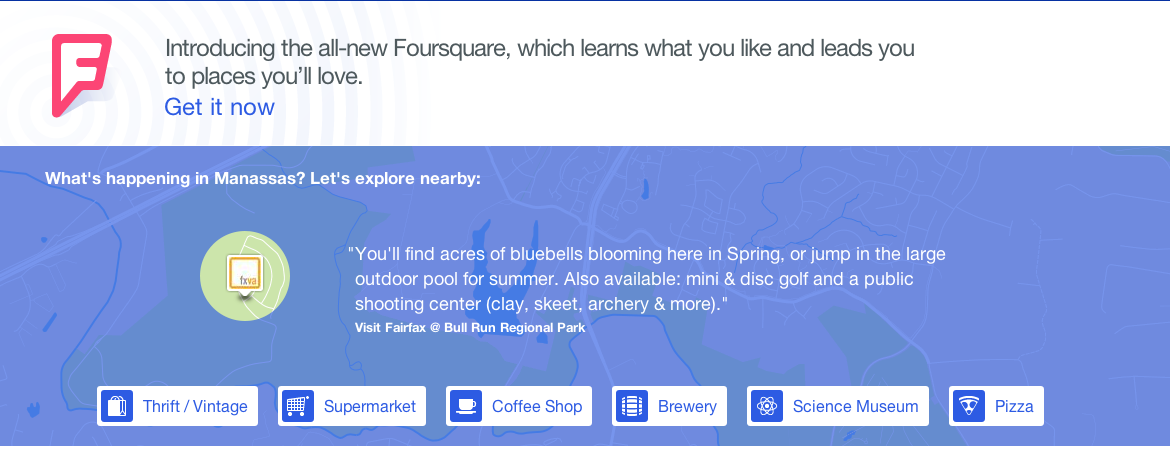 Introducing the all-new Foursquare, which learns what you like and leads you
to places you’ll love.
Get it now
What's happening in Manassas? Let's explore nearby:
fxva
"You'll find acres of bluebells blooming here in Spring, or jump in the large
outdoor pool for summer. Also available: mini & disc golf and a public
shooting center (clay, skeet, archery & more)."
Visit Fairfax @ Bull Run Regional Park
Thrift / Vintage
Supermarket
Coffee Shop
Brewery
Science Museum
Pizza